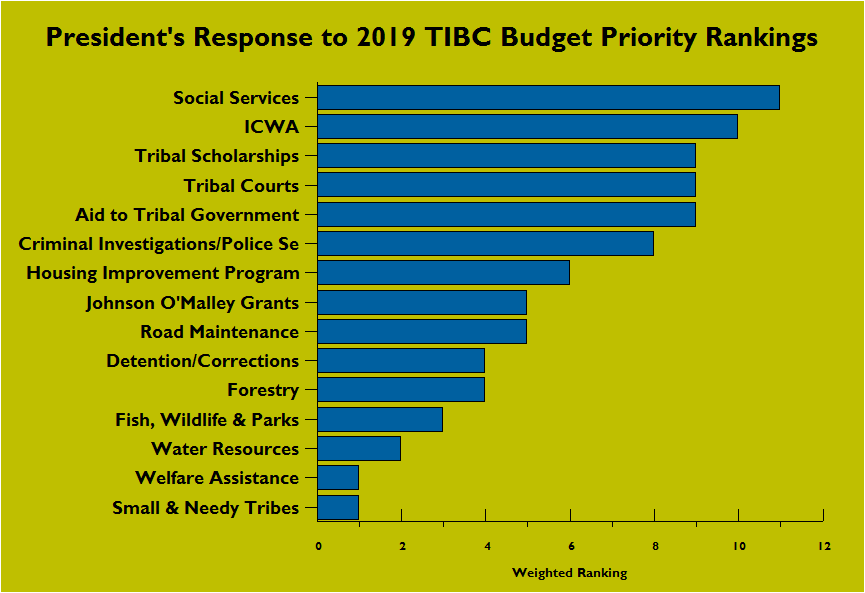 President's Response to 2019 TIBC Budget Priority Rankings
Social Services
ICWA
Tribal Scholarships
Tribal Courts
Aid to Tribal Government
Criminal Investigations/Police Se
Housing Improvement Program
Johnson O'Malley Grants
Road Maintenance
Detention/Corrections
Forestry
Fish, Wildlife & Parks
Water Resources
Welfare Assistance
Small & Needy Tribes
0 2 4 6 8 10 12
Weighted Ranking